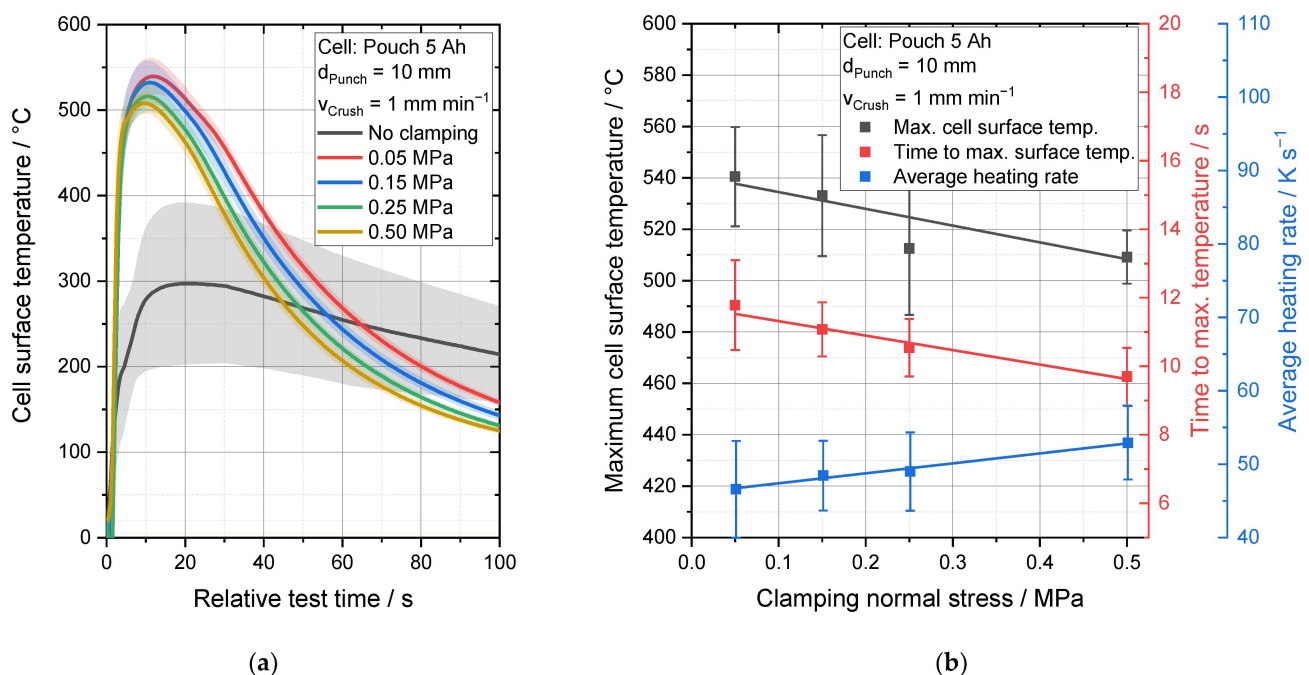 600
500
400
300
200
100
0
Cell surface temperature / °C
Cell: Pouch 5 Ah
d_Punch = 10 mm
v_Crush = 1 mm min⁻¹
No clamping
0.05 MPa
0.15 MPa
0.25 MPa
0.50 MPa
0 20 40 60 80 100
Relative test time / s
(a)
600
580
560
540
520
500
480
460
440
420
400
Maximum cell surface temperature / °C
Cell: Pouch 5 Ah
d_Punch = 10 mm
v_Crush = 1 mm min⁻¹
Max. cell surface temp.
Time to max. surface temp.
Average heating rate
0.0 0.1 0.2 0.3 0.4 0.5
Clamping normal stress / MPa
20
18
16
14
12
10
8
6
Time to max. temperature / s
110
100
90
80
70
60
50
40
Average heating rate / K s⁻¹
(b)